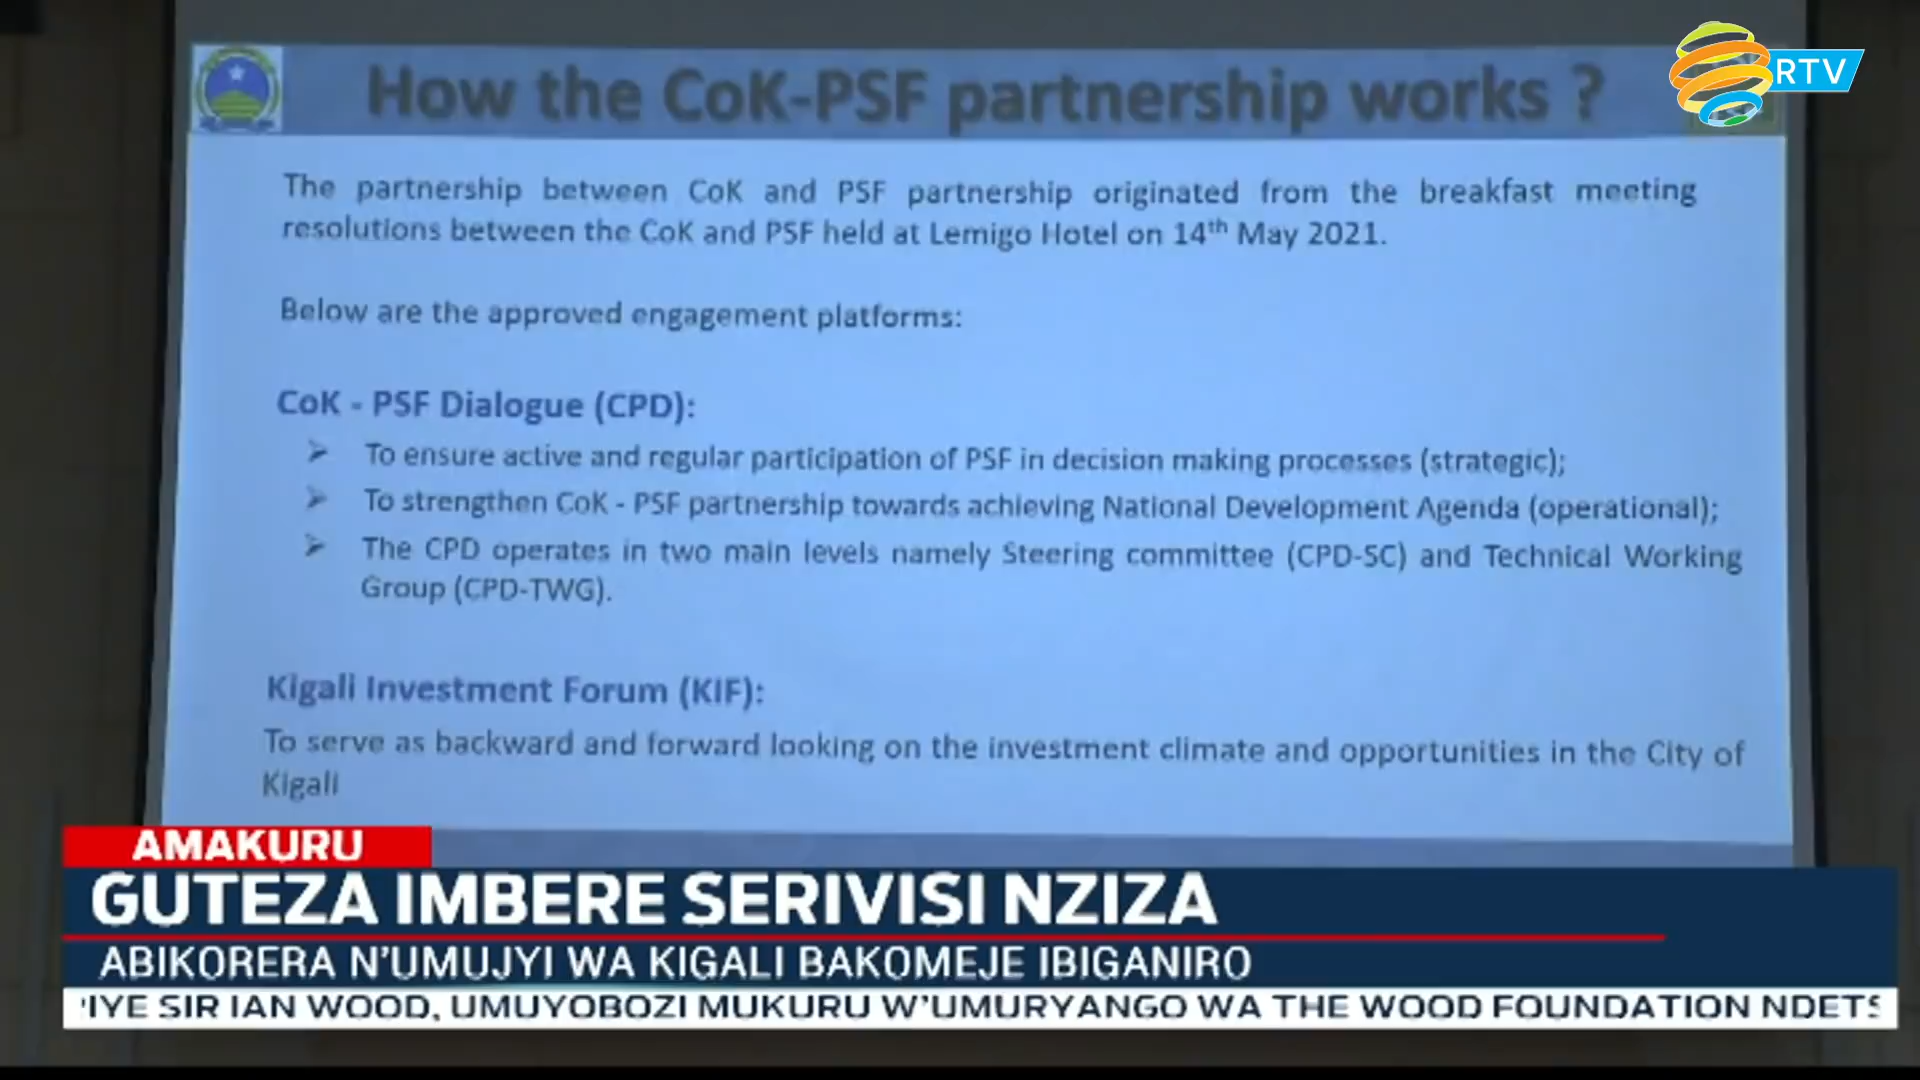 How the CoK-PSF partnership works ?
RTV
The partnership between CoK and PSF partnership originated from the breakfast meeting
resolutions between the CoK and PSF held at Lemigo Hotel on 14th May 2021.
Below are the approved engagement platforms:
CoK - PSF Dialogue (CPD):
➢ To ensure active and regular participation of PSF in decision making processes (strategic);
➢ To strengthen CoK - PSF partnership towards achieving National Development Agenda (operational);
➢ The CPD operates in two main levels namely Steering committee (CPD-SC) and Technical Working
Group (CPD-TWG).
Kigali Investment Forum (KIF):
To serve as backward and forward looking on the investment climate and opportunities in the City of
Kigali
AMAKURU
GUTEZA IMBERE SERIVISI NZIZA
ABIKORERA N'UMUJYI WA KIGALI BAKOMEJE IBIGANIRO
'IYE SIR IAN WOOD, UMUYOBOZI MUKURU W'UMURYANGO WA THE WOOD FOUNDATION NDETS